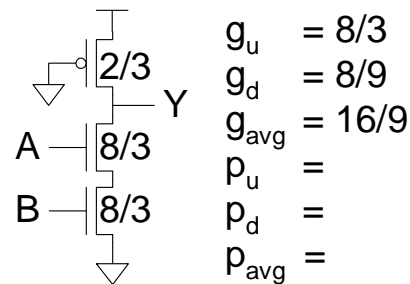 2/3
Y
A
8/3
B
8/3
g_u = 8/3
g_d = 8/9
g_avg = 16/9
p_u =
p_d =
p_avg =